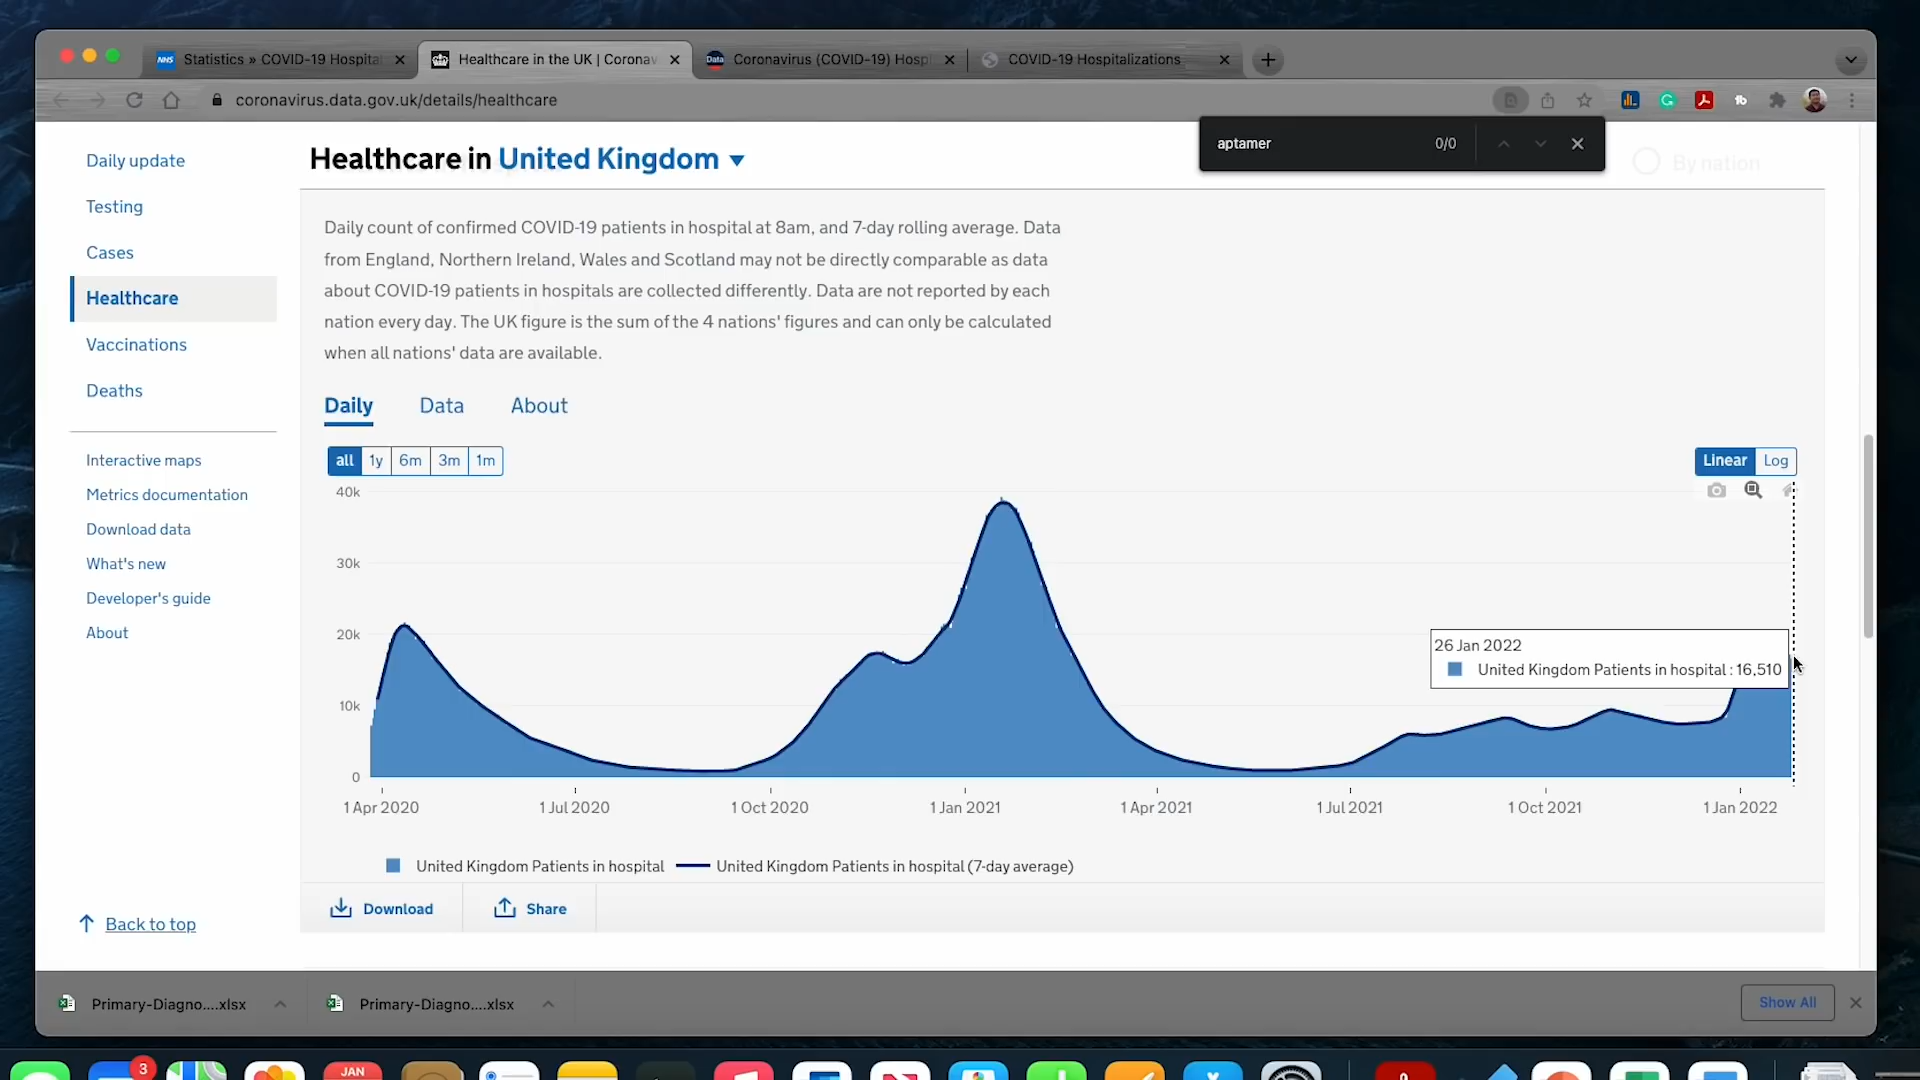 Statistics » COVID-19 Hospital
Healthcare in the UK | Coronav
Coronavirus (COVID-19) Hosp
COVID-19 Hospitalizations
coronavirus.data.gov.uk/details/healthcare
aptamer
0/0
Healthcare in United Kingdom
By nation
Daily update
Testing
Cases
Healthcare
Vaccinations
Deaths
Interactive maps
Metrics documentation
Download data
What's new
Developer's guide
About
Back to top
Daily count of confirmed COVID-19 patients in hospital at 8am, and 7-day rolling average. Data
from England, Northern Ireland, Wales and Scotland may not be directly comparable as data
about COVID-19 patients in hospitals are collected differently. Data are not reported by each
nation every day. The UK figure is the sum of the 4 nations' figures and can only be calculated
when all nations' data are available.
Daily Data About
all 1y 6m 3m 1m
Linear Log
40k
30k
20k
10k
0
26 Jan 2022
United Kingdom Patients in hospital : 16,510
1 Apr 2020 1 Jul 2020 1 Oct 2020 1 Jan 2021 1 Apr 2021 1 Jul 2021 1 Oct 2021 1 Jan 2022
United Kingdom Patients in hospital United Kingdom Patients in hospital (7-day average)
Download Share
Primary-Diagno....xlsx
Primary-Diagno....xlsx
Show All
3
JAN